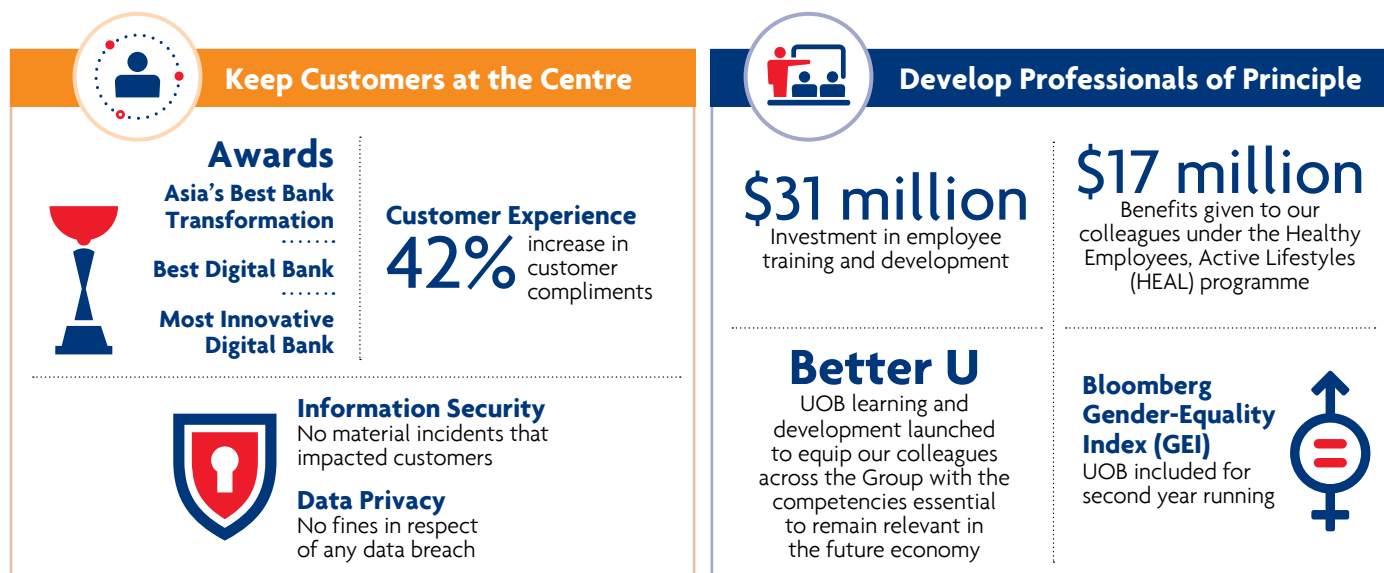 Keep Customers at the Centre
Awards
Asia's Best Bank
Transformation
Best Digital Bank
Most Innovative
Digital Bank
Customer Experience
42%
increase in
customer
compliments
Information Security
No material incidents that
impacted customers
Data Privacy
No fines in respect
of any data breach
Develop Professionals of Principle
$31 million
Investment in employee
training and development
$17 million
Benefits given to our
colleagues under the Healthy
Employees, Active Lifestyles
(HEAL) programme
Better U
UOB learning and
development launched
to equip our colleagues
across the Group with the
competencies essential
to remain relevant in
the future economy
Bloomberg
Gender-Equality
Index (GEI)
UOB included for
second year running